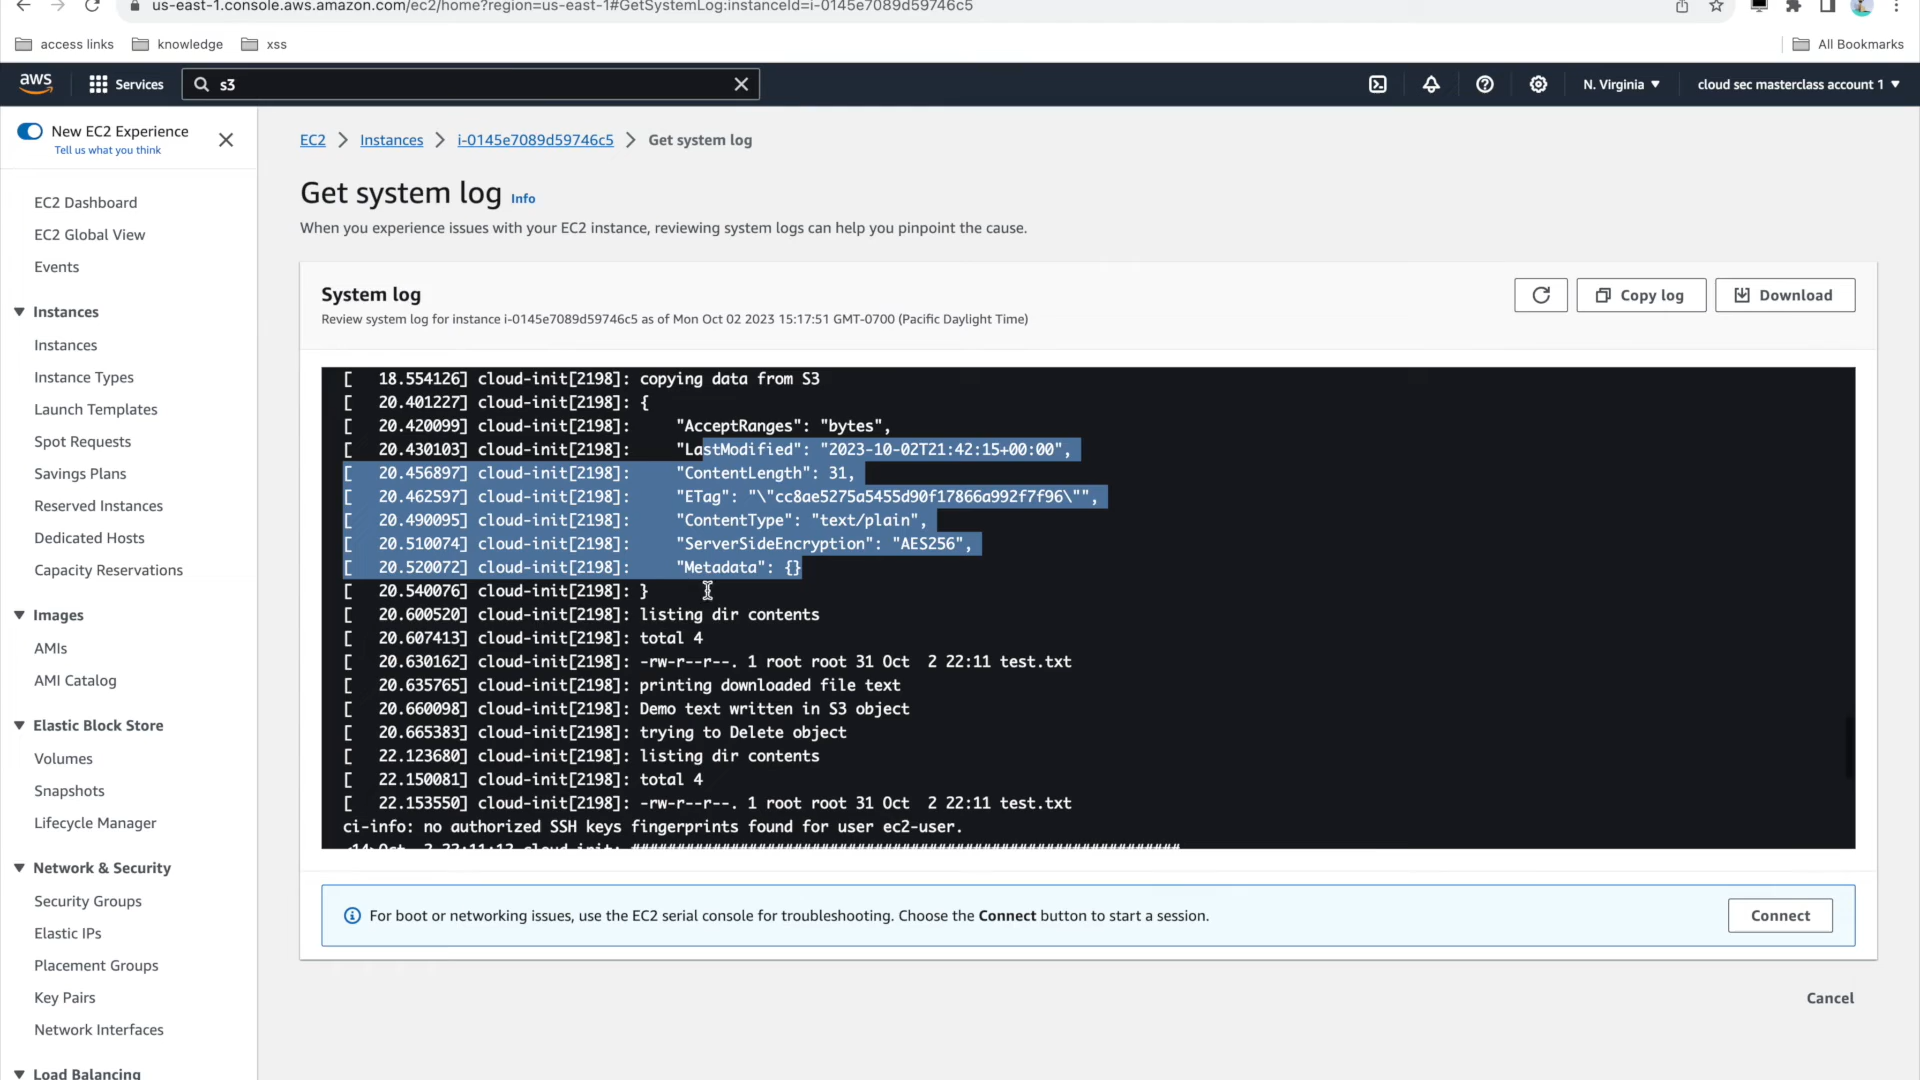 us-east-1.console.aws.amazon.com/ec2/home?region=us-east-1#GetSystemLog:instanceId=i-0145e7089d59746c5
access links
knowledge
xss
All Bookmarks
aws
Services
s3
N. Virginia
cloud sec masterclass account 1
New EC2 Experience
Tell us what you think
EC2 Dashboard
EC2 Global View
Events
Instances
Instances
Instance Types
Launch Templates
Spot Requests
Savings Plans
Reserved Instances
Dedicated Hosts
Capacity Reservations
Images
AMIs
AMI Catalog
Elastic Block Store
Volumes
Snapshots
Lifecycle Manager
Network & Security
Security Groups
Elastic IPs
Placement Groups
Key Pairs
Network Interfaces
Load Balancing
EC2 > Instances > i-0145e7089d59746c5 > Get system log
Get system log Info
When you experience issues with your EC2 instance, reviewing system logs can help you pinpoint the cause.
System log
Review system log for instance i-0145e7089d59746c5 as of Mon Oct 02 2023 15:17:51 GMT-0700 (Pacific Daylight Time)
Copy log
Download
[   18.554126] cloud-init[2198]: copying data from S3
[   20.401227] cloud-init[2198]: {
[   20.420099] cloud-init[2198]:     "AcceptRanges": "bytes",
[   20.430103] cloud-init[2198]:     "LastModified": "2023-10-02T21:42:15+00:00",
[   20.456897] cloud-init[2198]:     "ContentLength": 31,
[   20.462597] cloud-init[2198]:     "ETag": "\"cc8ae5275a5455d90f17866a992f7f96\"",
[   20.490095] cloud-init[2198]:     "ContentType": "text/plain",
[   20.510074] cloud-init[2198]:     "ServerSideEncryption": "AES256",
[   20.520072] cloud-init[2198]:     "Metadata": {}
[   20.540076] cloud-init[2198]: }
[   20.600520] cloud-init[2198]: listing dir contents
[   20.607413] cloud-init[2198]: total 4
[   20.630162] cloud-init[2198]: -rw-r--r--. 1 root root 31 Oct  2 22:11 test.txt
[   20.635765] cloud-init[2198]: printing downloaded file text
[   20.660098] cloud-init[2198]: Demo text written in S3 object
[   20.665383] cloud-init[2198]: trying to Delete object
[   22.123680] cloud-init[2198]: listing dir contents
[   22.150081] cloud-init[2198]: total 4
[   22.153550] cloud-init[2198]: -rw-r--r--. 1 root root 31 Oct  2 22:11 test.txt
ci-info: no authorized SSH keys fingerprints found for user ec2-user.
For boot or networking issues, use the EC2 serial console for troubleshooting. Choose the Connect button to start a session.
Connect
Cancel